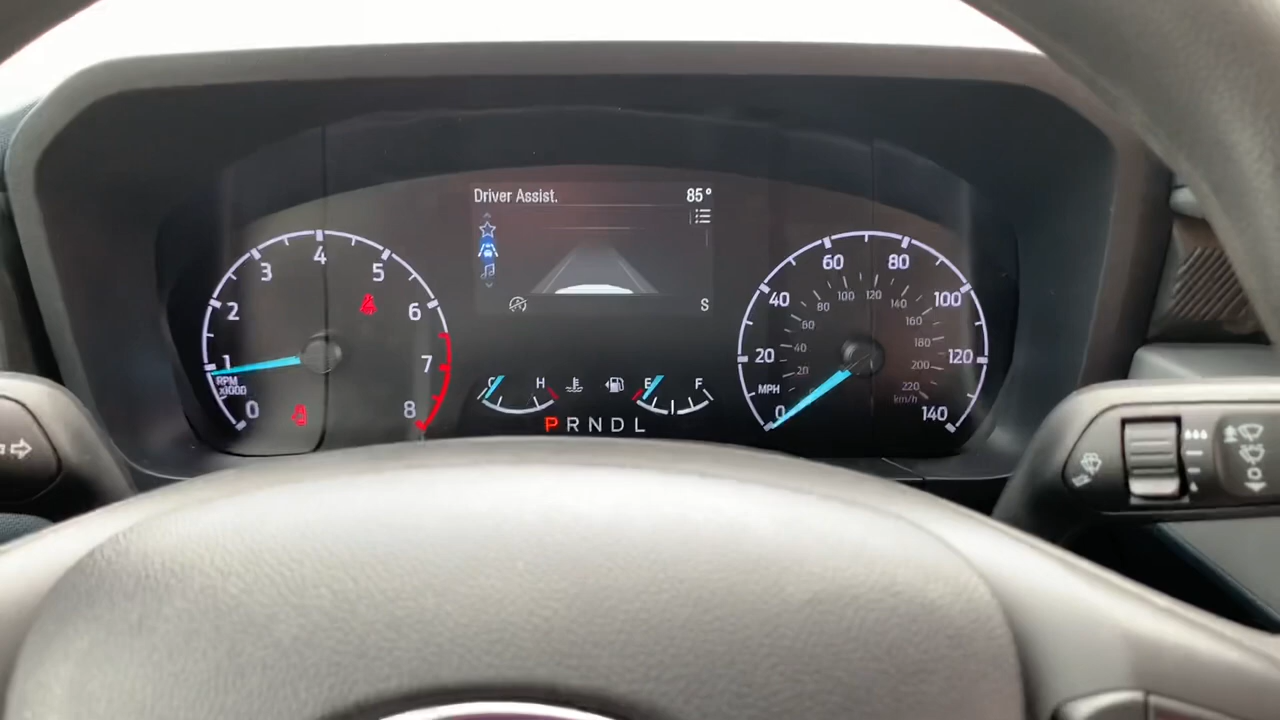 Driver Assist. 85°
S
0 1 2 3 4 5 6 7 8
RPM
x1000
C H
E F
P R N D L
0 20 40 60 80 100 120 140
MPH
20 40 60 80 100 120 140 160 180 200 220
km/h